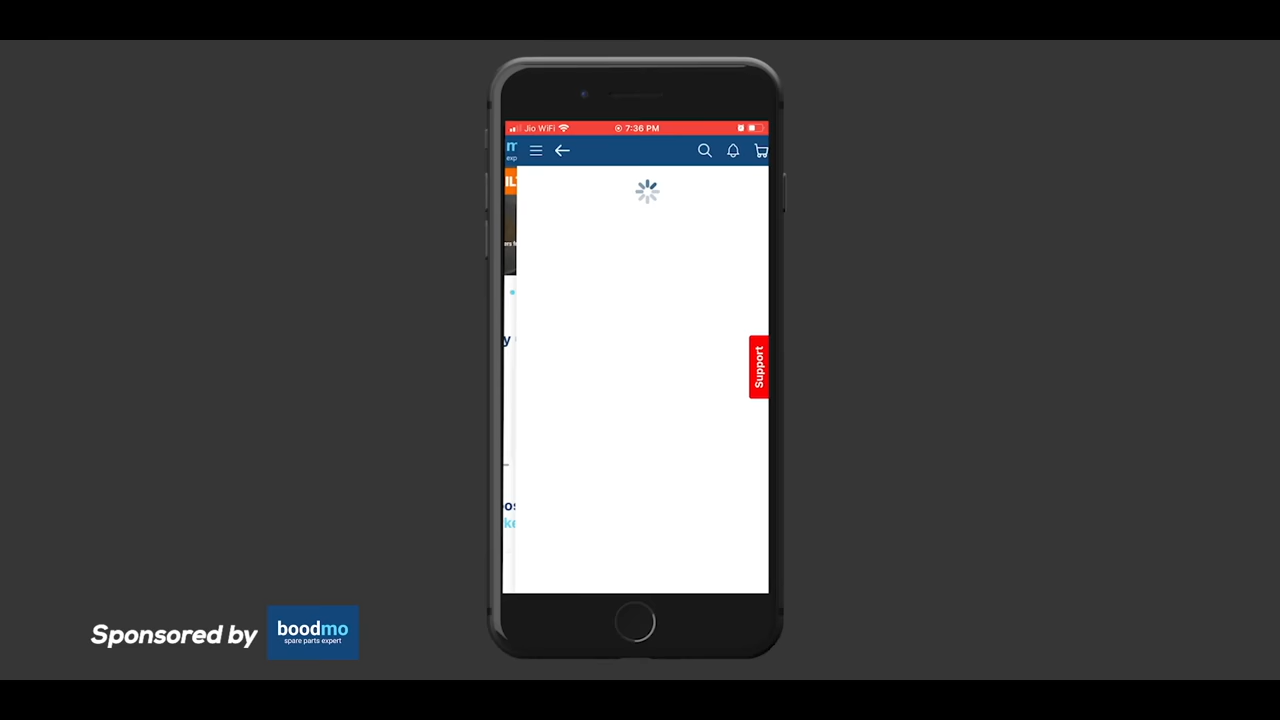 Jio WiFi
7:36 PM
Support
Sponsored by
boodmo
spare parts expert